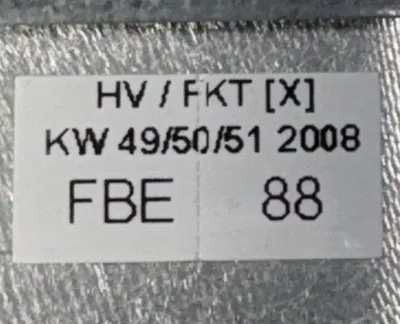 HV / FKT [X]
KW 49/50/51 2008
FBE 88